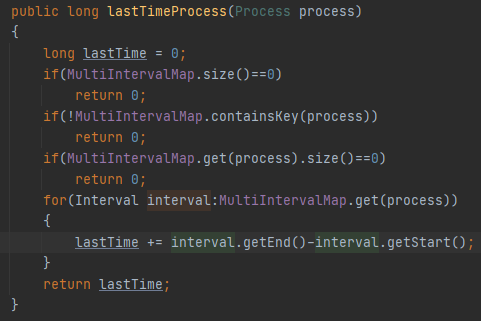 public long lastTimeProcess(Process process)
{
long lastTime = 0;
if(MultiIntervalMap.size()==0)
return 0;
if(!MultiIntervalMap.containsKey(process))
return 0;
if(MultiIntervalMap.get(process).size()==0)
return 0;
for(Interval interval:MultiIntervalMap.get(process))
{
lastTime += interval.getEnd()-interval.getStart();
}
return lastTime;
}